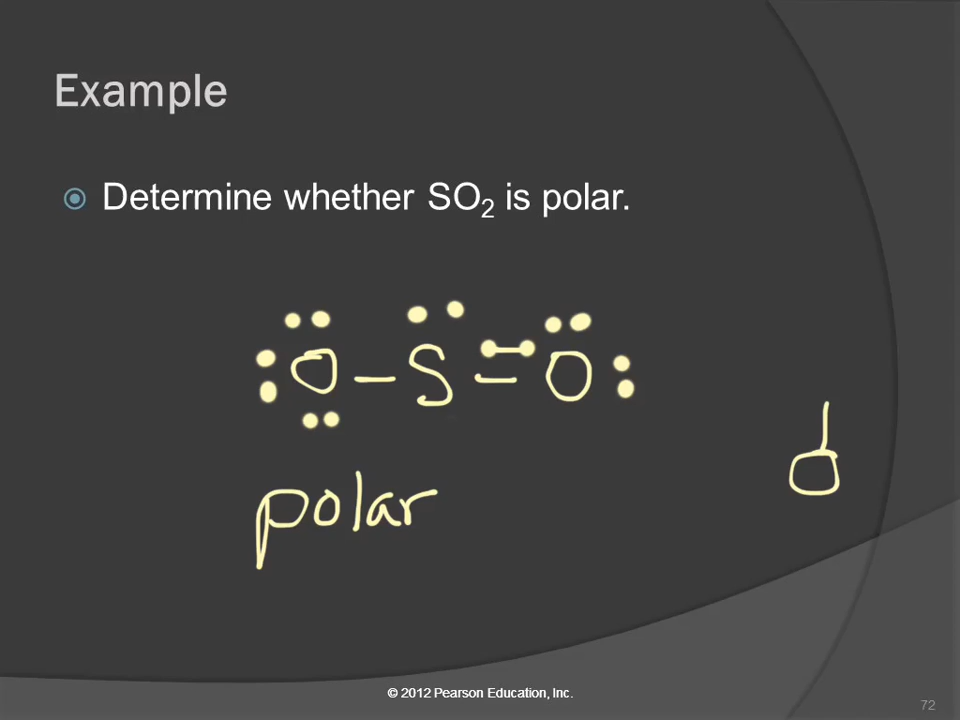 Example
Determine whether SO₂ is polar.
O – S = O
polar
© 2012 Pearson Education, Inc.
72